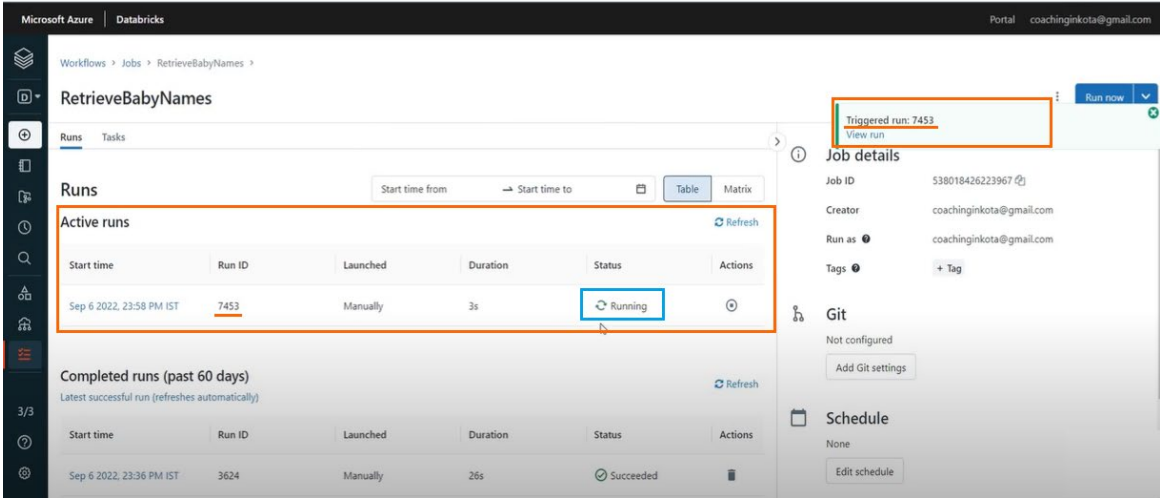 Microsoft Azure Databricks Portal coachinginkota@gmail.com
Workflows > Jobs > RetrieveBabyNames >
D
RetrieveBabyNames
Run now
Triggered run: 7453
View run
Runs Tasks
Runs
Start time from → Start time to
Table Matrix
Active runs
Refresh
Start time Run ID Launched Duration Status Actions
Sep 6 2022, 23:58 PM IST 7453 Manually 3s Running
Completed runs (past 60 days)
Refresh
Latest successful run (refreshes automatically)
Start time Run ID Launched Duration Status Actions
Sep 6 2022, 23:36 PM IST 3624 Manually 26s Succeeded
Job details
Job ID 538018426223967
Creator coachinginkota@gmail.com
Run as coachinginkota@gmail.com
Tags + Tag
Git
Not configured
Add Git settings
Schedule
None
Edit schedule
3/3